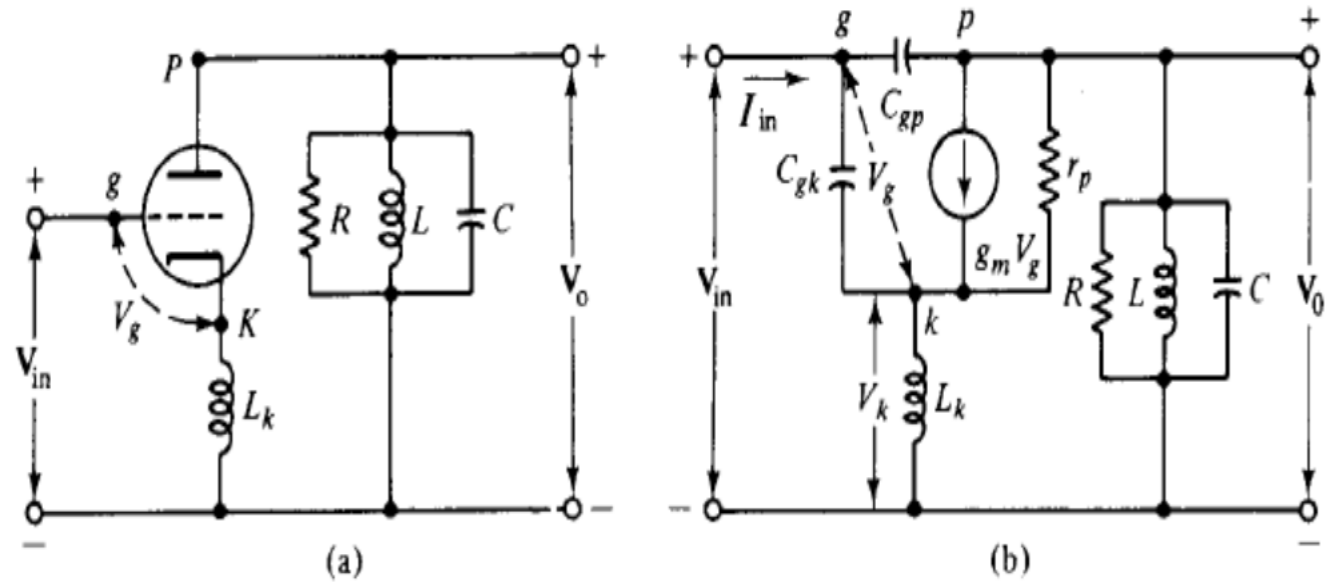 P
+
+
g
R
L
C
V_g
K
V_in
V_o
L_k
−
−
(a)
g
p
+
+
I_in
C_gp
C_gk
V_g
r_p
g_m V_g
k
R
L
C
V_in
V_0
V_k
L_k
−
−
(b)